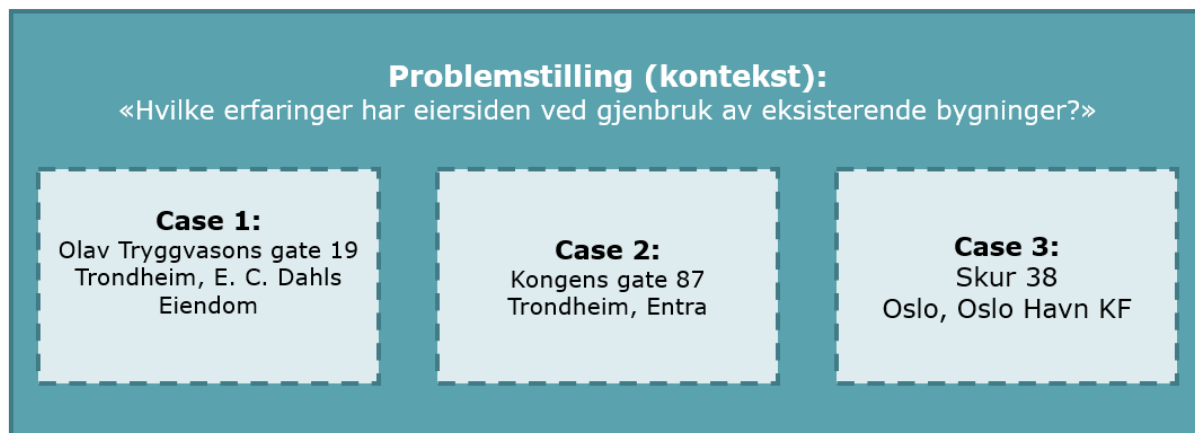 Problemstilling (kontekst):
«Hvilke erfaringer har eiersiden ved gjenbruk av eksisterende bygninger?»
Case 1:
Olav Tryggvasons gate 19
Trondheim, E. C. Dahls
Eiendom
Case 2:
Kongens gate 87
Trondheim, Entra
Case 3:
Skur 38
Oslo, Oslo Havn KF